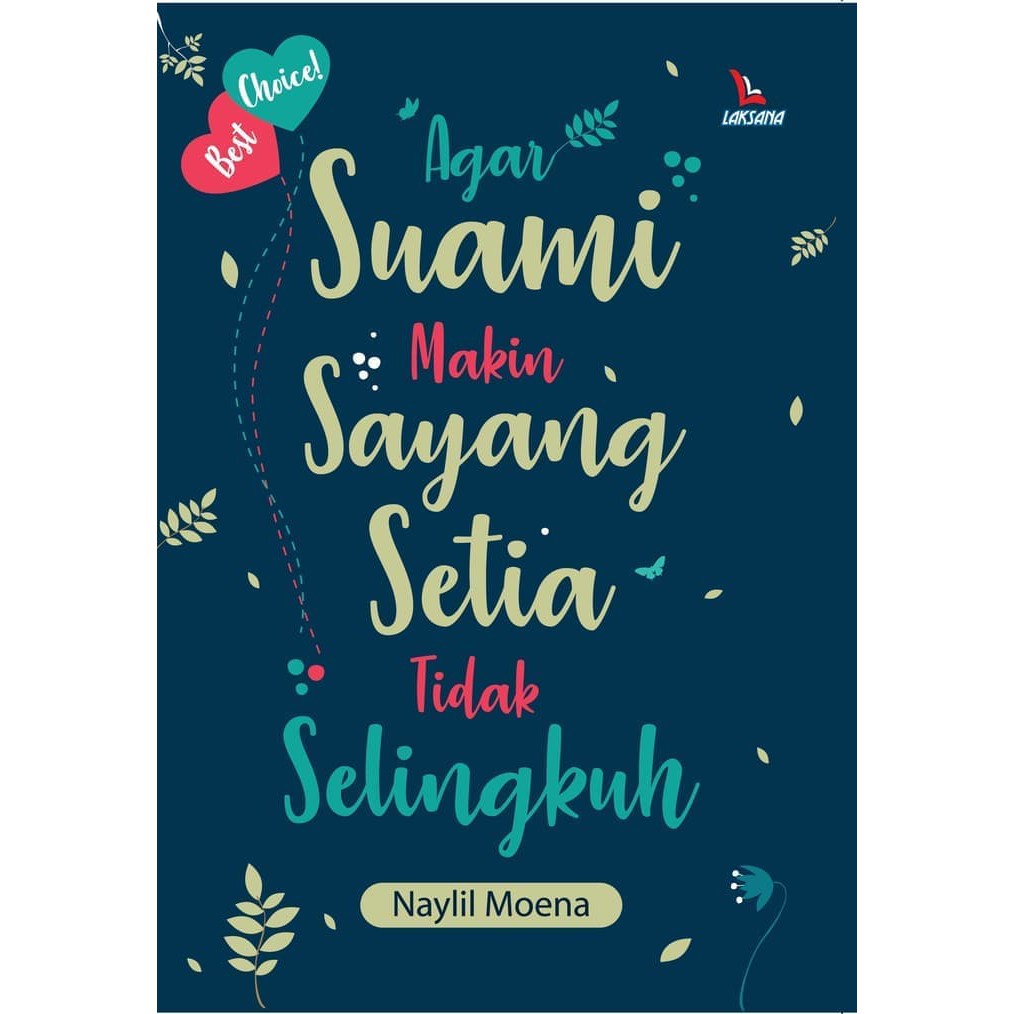 Best
Choice!
LAKSANA
Agar
Suami
Makin
Sayang
Setia
Tidak
Selingkuh
Naylil Moena